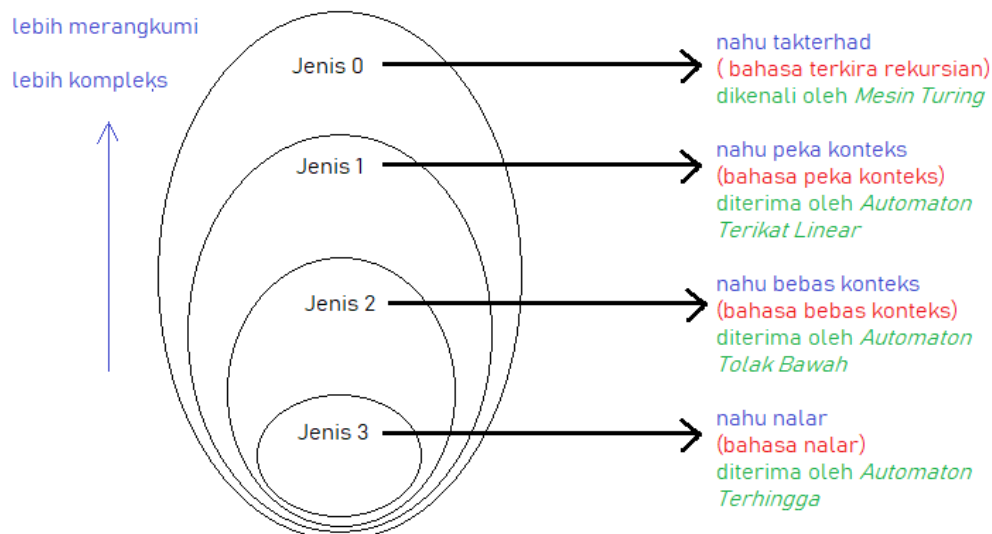 lebih merangkumi
lebih kompleks
Jenis 0
nahu takterhad
( bahasa terkira rekursian)
dikenali oleh Mesin Turing
Jenis 1
nahu peka konteks
(bahasa peka konteks)
diterima oleh Automaton
Terikat Linear
Jenis 2
nahu bebas konteks
(bahasa bebas konteks)
diterima oleh Automaton
Tolak Bawah
Jenis 3
nahu nalar
(bahasa nalar)
diterima oleh Automaton
Terhingga